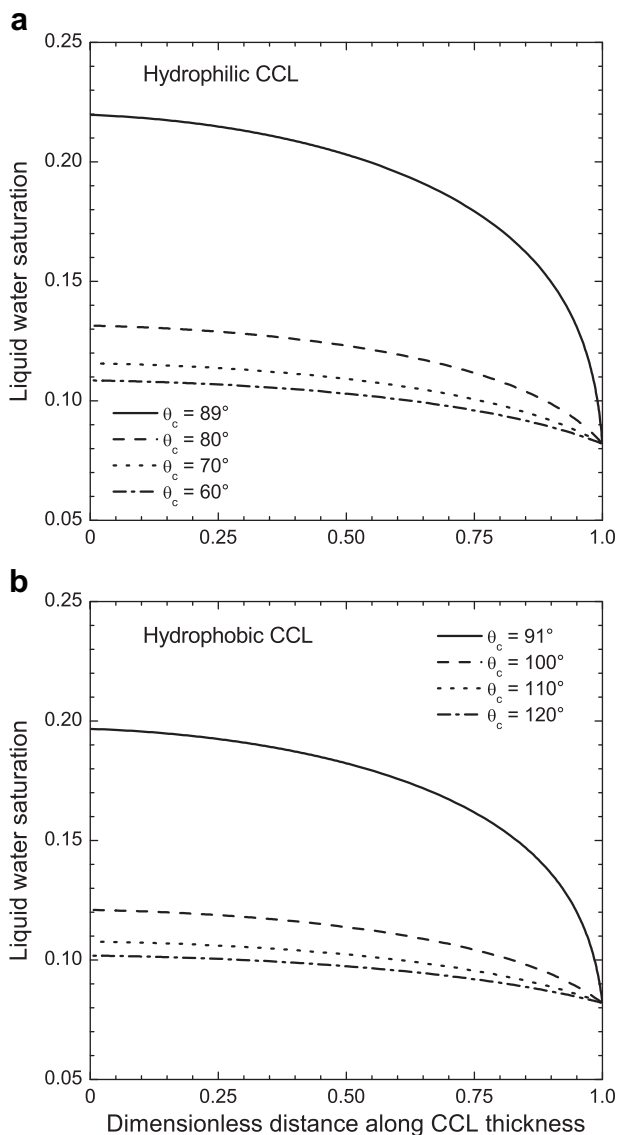 a
0.25
Hydrophilic CCL
0.20
0.15
0.10
0.05
Liquid water saturation
θc = 89°
θc = 80°
θc = 70°
θc = 60°
0 0.25 0.50 0.75 1.0
b
0.25
Hydrophobic CCL
θc = 91°
θc = 100°
θc = 110°
θc = 120°
0.20
0.15
0.10
0.05
Liquid water saturation
0 0.25 0.50 0.75 1.0
Dimensionless distance along CCL thickness